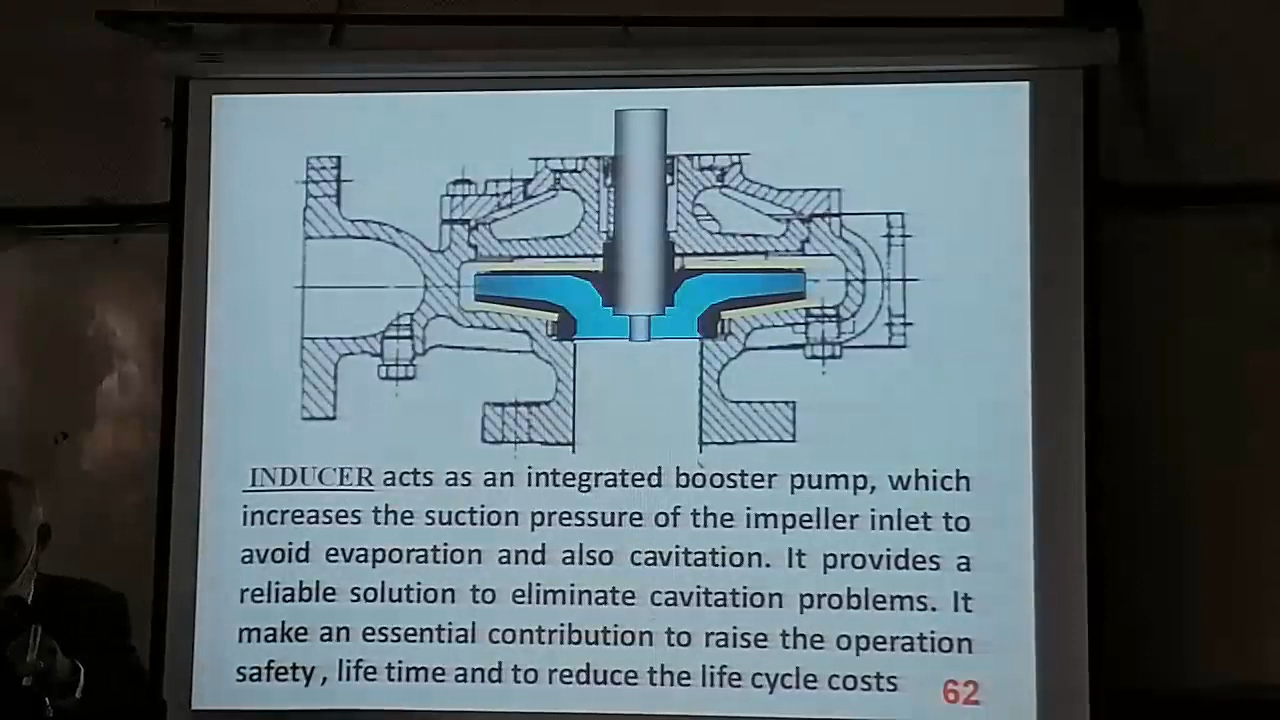 INDUCER acts as an integrated booster pump, which
increases the suction pressure of the impeller inlet to
avoid evaporation and also cavitation. It provides a
reliable solution to eliminate cavitation problems. It
make an essential contribution to raise the operation
safety, life time and to reduce the life cycle costs
62